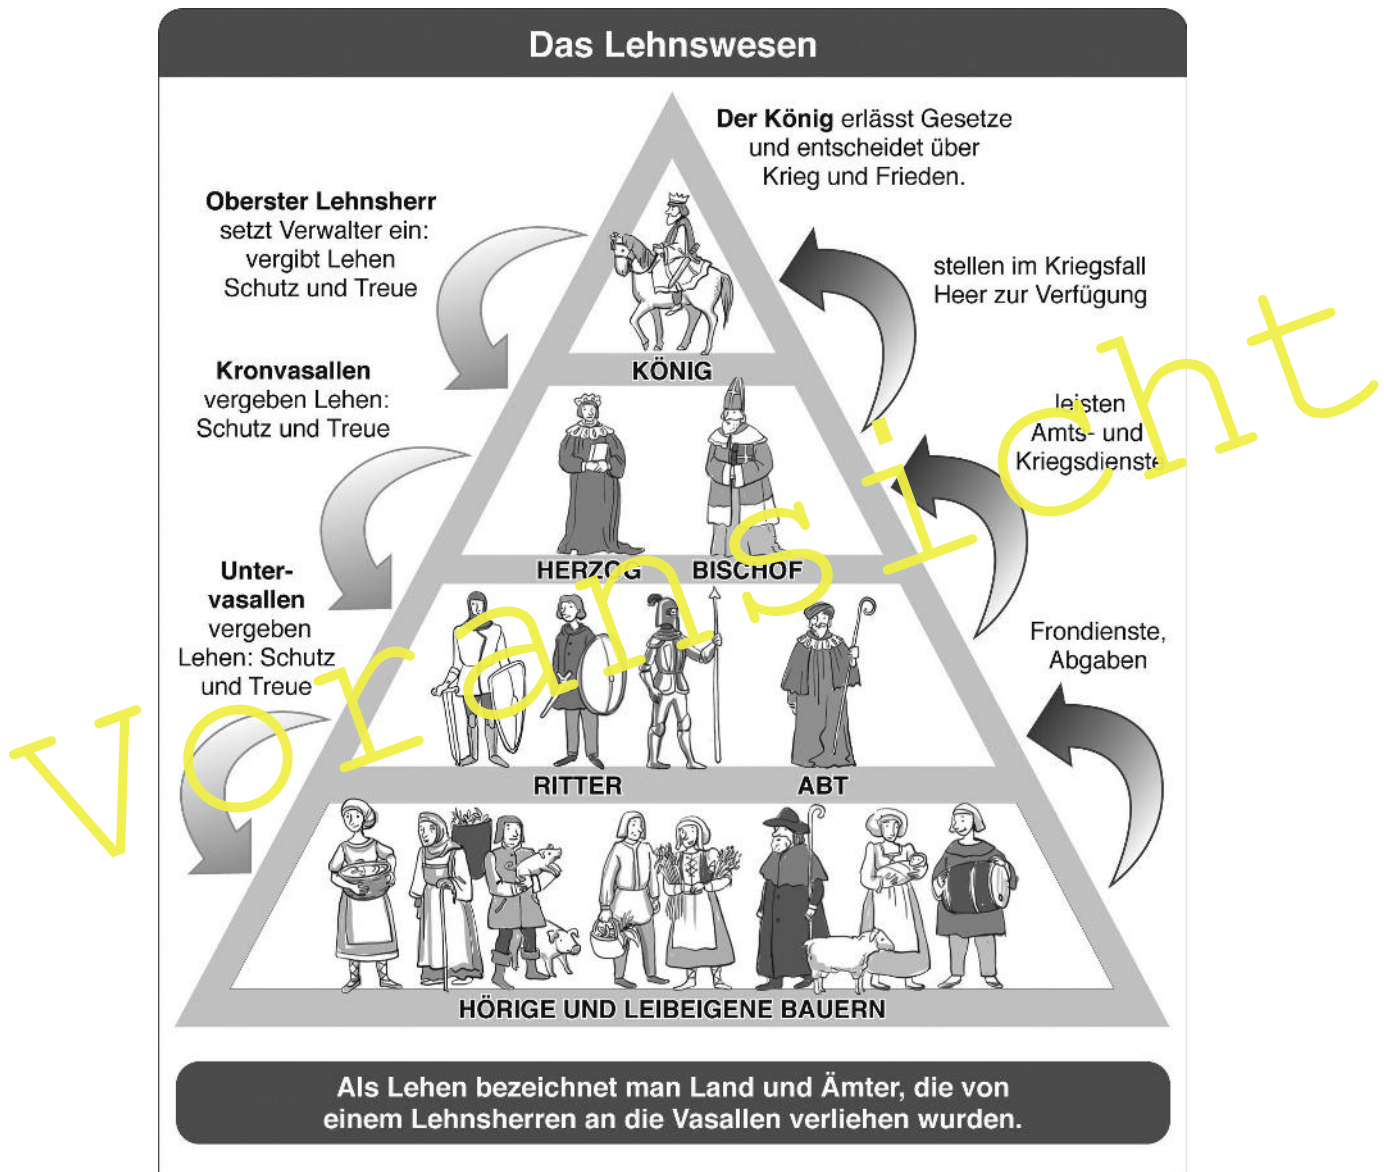 Das Lehnswesen
Der König erlässt Gesetze
und entscheidet über
Krieg und Frieden.
Oberster Lehnsherr
setzt Verwalter ein:
vergibt Lehen
Schutz und Treue
stellen im Kriegsfall
Heer zur Verfügung
KÖNIG
Kronvasallen
vergeben Lehen:
Schutz und Treue
leisten
Amts- und
Kriegsdienste
HERZOG
BISCHOF
Unter-
vasallen
vergeben
Lehen: Schutz
und Treue
Frondienste,
Abgaben
RITTER
ABT
HÖRIGE UND LEIBEIGENE BAUERN
Als Lehen bezeichnet man Land und Ämter, die von
einem Lehnsherren an die Vasallen verliehen wurden.
Voransicht